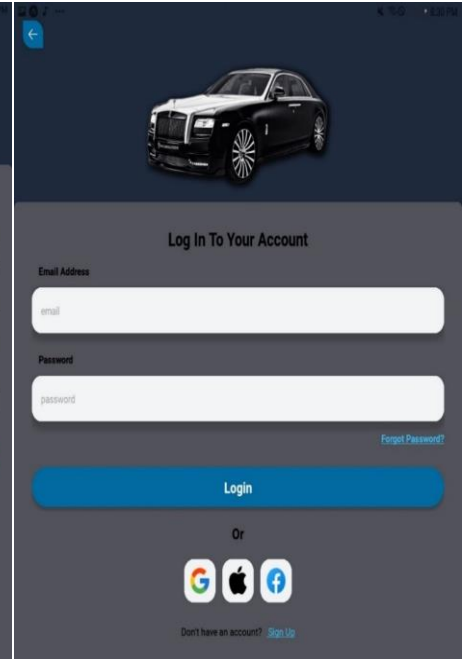 Log In To Your Account
Email Address
email
Password
password
Forgot Password?
Login
Or
Don't have an account? Sign Up